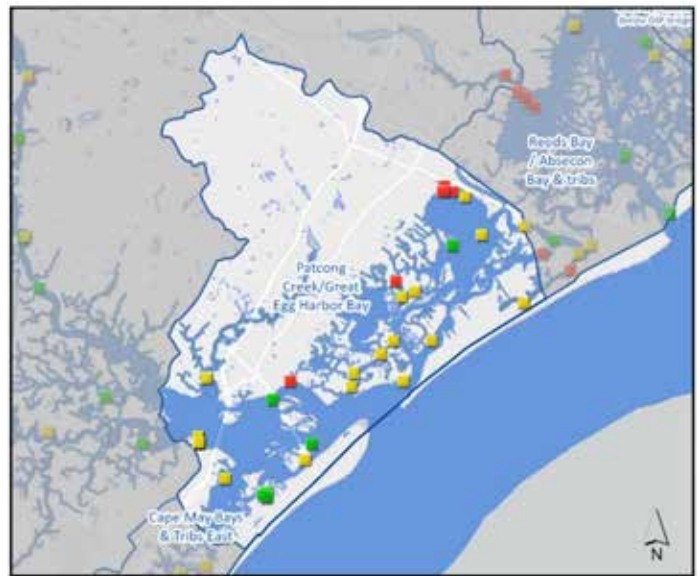 Reeds Bay
/ Absecon
Bay & tribs
Patcong
Creek/Great
Egg Harbor Bay
Cape May Bays
& Tribs East
N